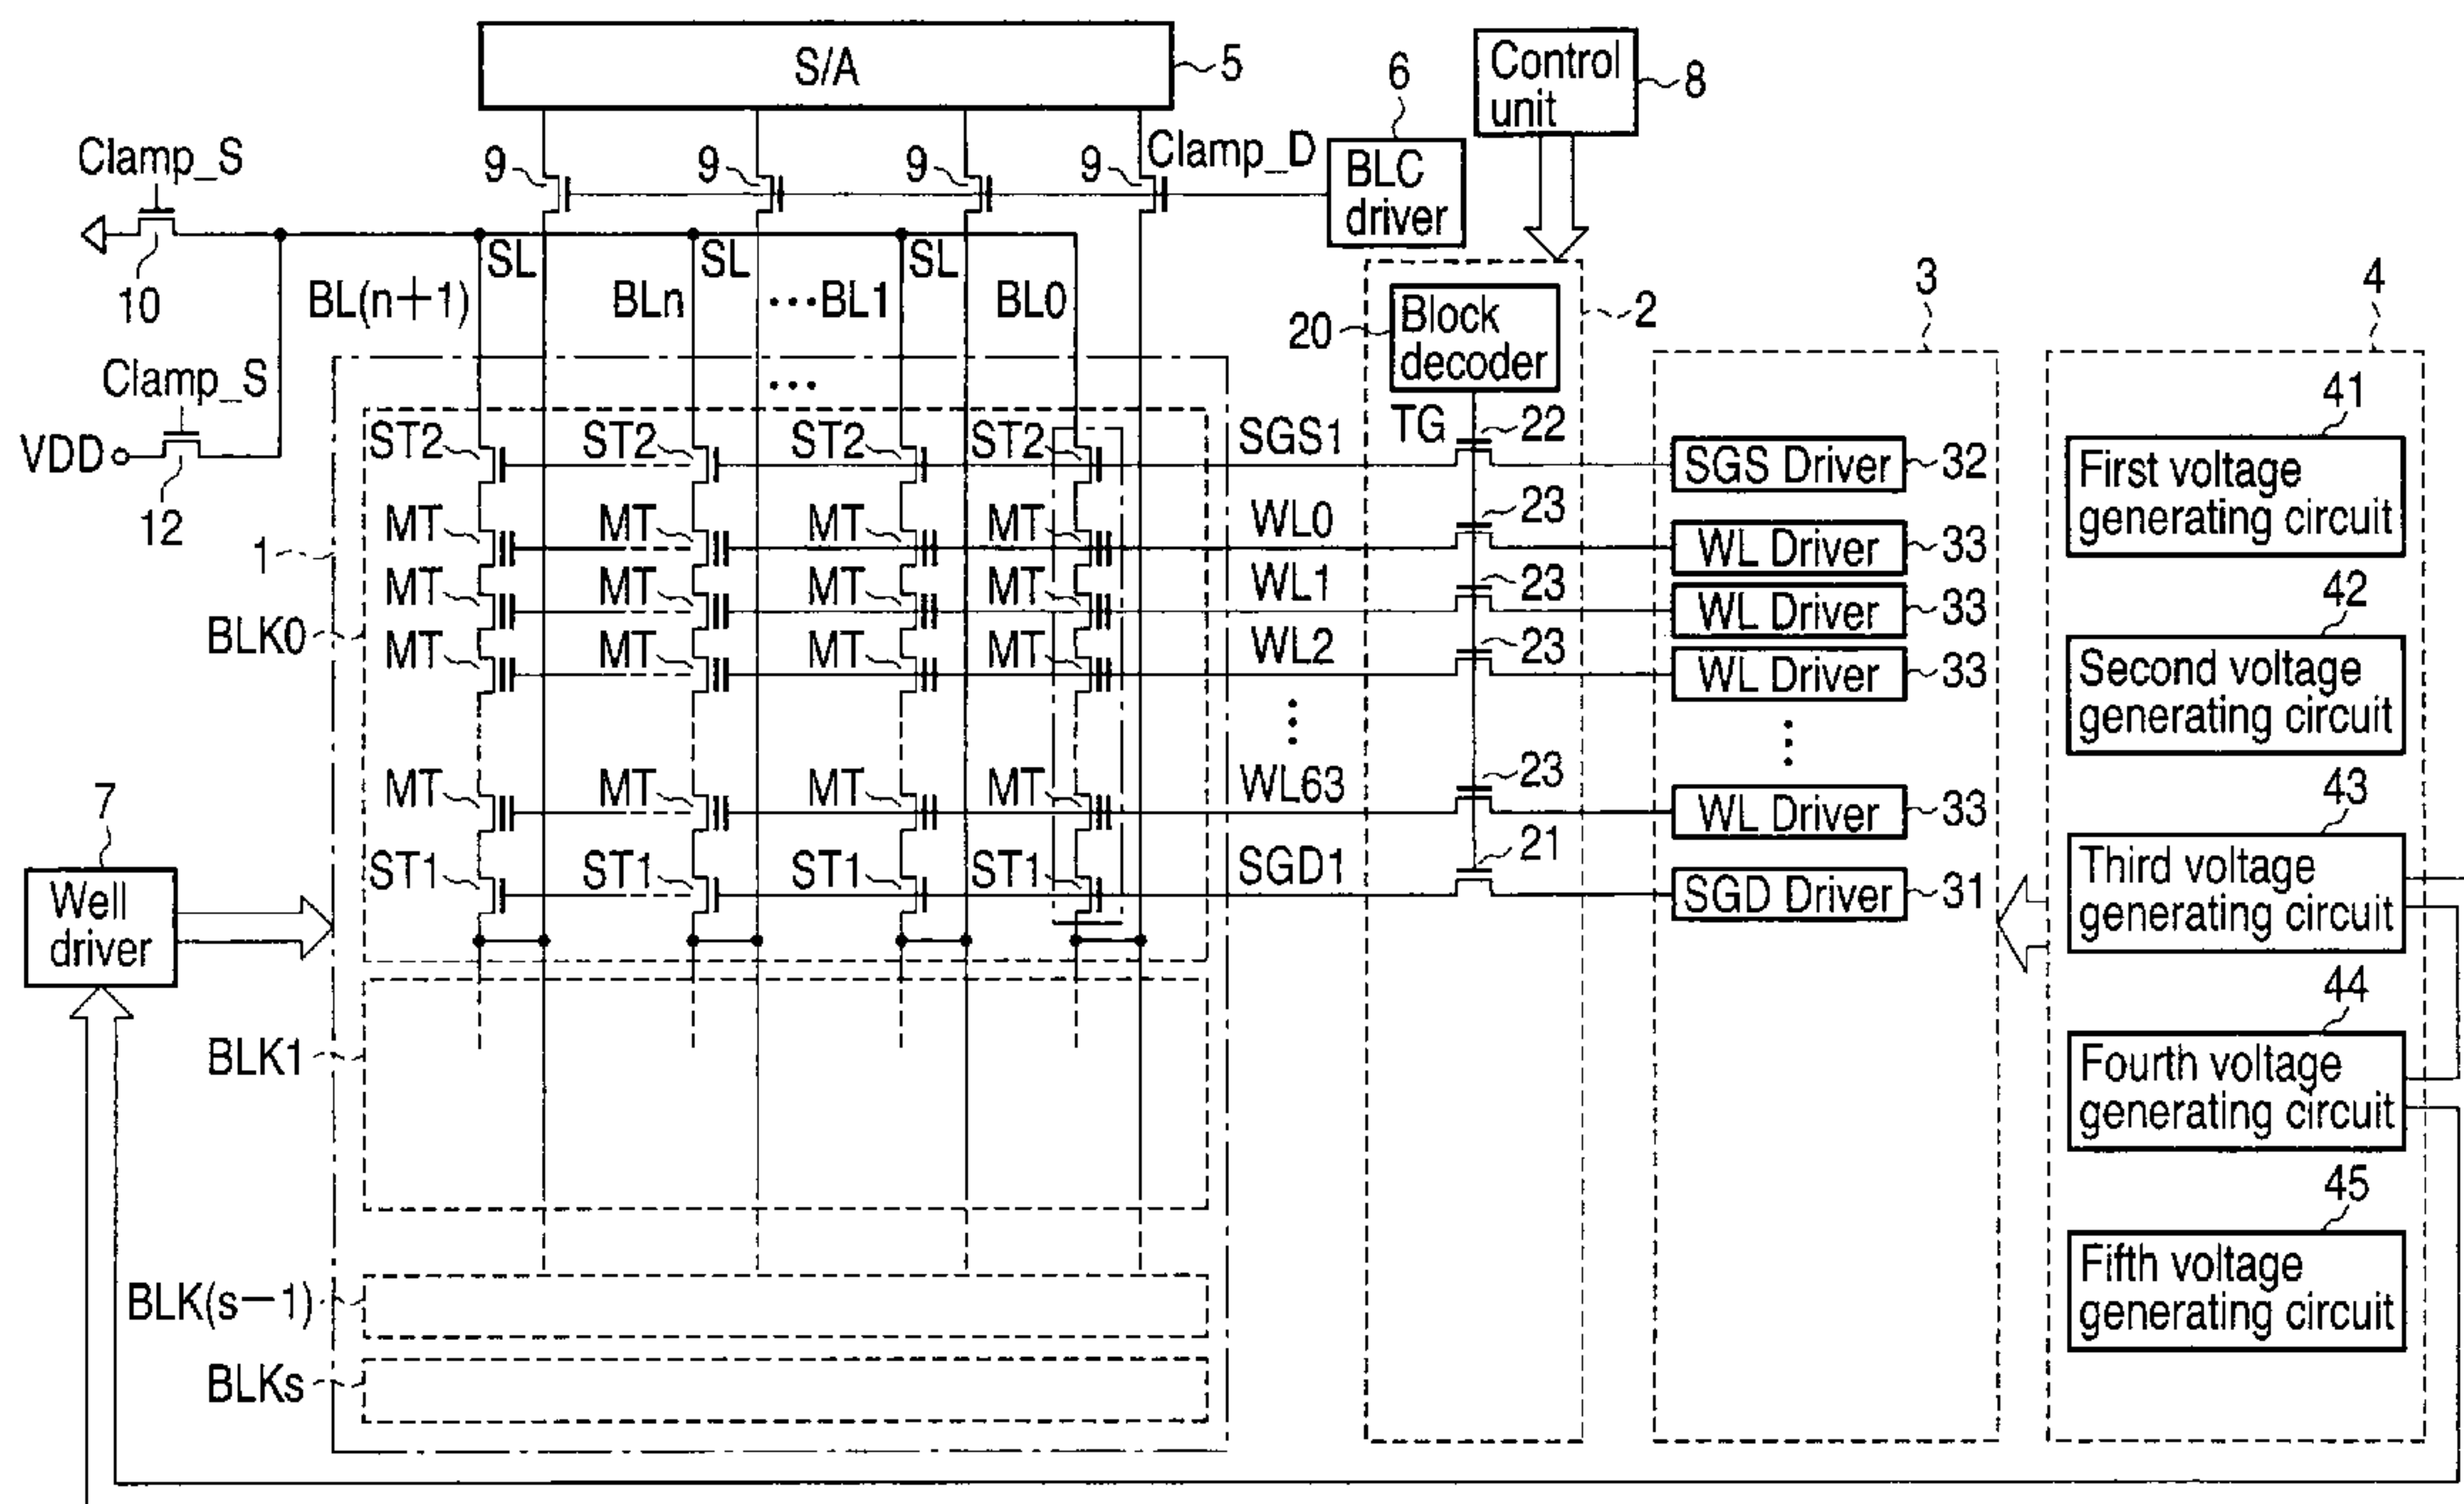 S/A
5
Control
unit
8
6
Clamp_S
9
9
9
9
Clamp_D
BLC
driver
10
SL
SL
SL
BL(n+1)
BLn
···BL1
BL0
3
4
2
20
Block
decoder
Clamp_S
···
41
VDD
12
ST2
ST2
ST2
ST2
SGS1
TG
22
SGS Driver
32
First voltage
generating circuit
1
MT
MT
MT
MT
WL0
23
WL Driver
33
BLK0
MT
MT
MT
MT
WL1
23
WL Driver
33
42
MT
MT
MT
MT
WL2
23
WL Driver
33
Second voltage
generating circuit
7
MT
MT
MT
MT
WL63
23
WL Driver
33
43
Well
driver
ST1
ST1
ST1
ST1
SGD1
21
SGD Driver
31
Third voltage
generating circuit
44
BLK1
Fourth voltage
generating circuit
45
BLK(s-1)
Fifth voltage
generating circuit
BLKs